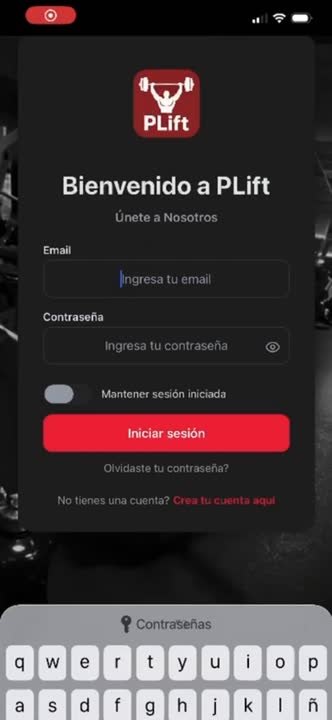 PLift
Bienvenido a PLift
Únete a Nosotros
Email
Ingresa tu email
Contraseña
Ingresa tu contraseña
Mantener sesión iniciada
Iniciar sesión
Olvidaste tu contraseña?
No tienes una cuenta? Crea tu cuenta aquí
Contraseñas
q w e r t y u i o p
a s d f g h j k l ñ